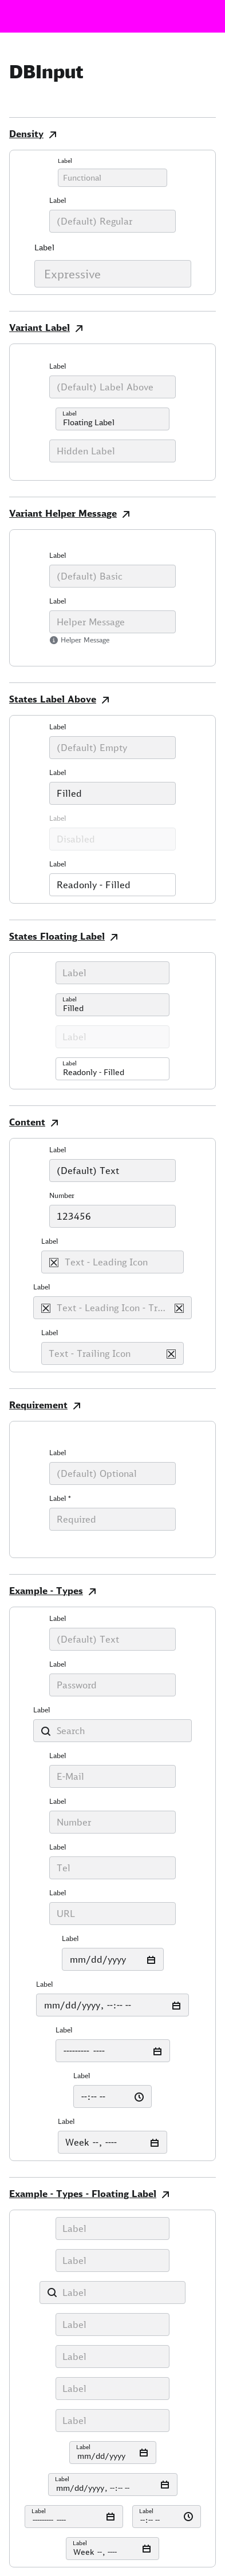 DBInput
Density
Label
Functional
Label
(Default) Regular
Label
Expressive
Variant Label
Label
(Default) Label Above
Label
Floating Label
Hidden Label
Variant Helper Message
Label
(Default) Basic
Label
Helper Message
Helper Message
States Label Above
Label
(Default) Empty
Label
Filled
Label
Disabled
Label
Readonly - Filled
States Floating Label
Label
Label
Filled
Label
Label
Readonly - Filled
Content
Label
(Default) Text
Number
123456
Label
Text - Leading Icon
Label
Text - Leading Icon - Tr...
Label
Text - Trailing Icon
Requirement
Label
(Default) Optional
Label *
Required
Example - Types
Label
(Default) Text
Label
Password
Label
Search
Label
E-Mail
Label
Number
Label
Tel
Label
URL
Label
mm/dd/yyyy
Label
mm/dd/yyyy, --:-- --
Label
--------- ----
Label
--:-- --
Label
Week --, ----
Example - Types - Floating Label
Label
Label
Label
Label
Label
Label
Label
Label
mm/dd/yyyy
Label
mm/dd/yyyy, --:-- --
Label
--------- ----
Label
--:-- --
Label
Week --, ----